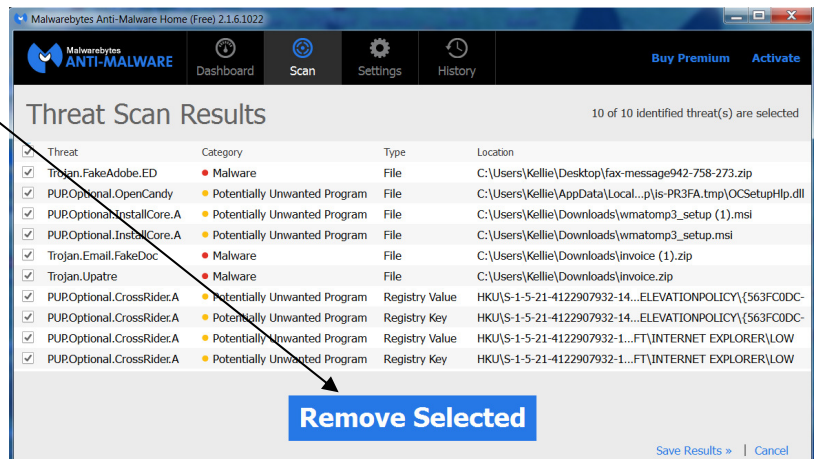 Malwarebytes Anti-Malware Home (Free) 2.1.6.1022
Malwarebytes
ANTI-MALWARE
Dashboard Scan Settings History
Buy Premium Activate
Threat Scan Results
10 of 10 identified threat(s) are selected
Threat Category Type Location
Trojan.FakeAdobe.ED Malware File C:\Users\Kellie\Desktop\fax-message942-758-273.zip
PUP.Optional.OpenCandy Potentially Unwanted Program File C:\Users\Kellie\AppData\Local...p\is-PR3FA.tmp\OCSetupHlp.dll
PUP.Optional.InstallCore.A Potentially Unwanted Program File C:\Users\Kellie\Downloads\wmatomp3_setup (1).msi
PUP.Optional.InstallCore.A Potentially Unwanted Program File C:\Users\Kellie\Downloads\wmatomp3_setup.msi
Trojan.Email.FakeDoc Malware File C:\Users\Kellie\Downloads\invoice (1).zip
Trojan.Upatre Malware File C:\Users\Kellie\Downloads\invoice.zip
PUP.Optional.CrossRider.A Potentially Unwanted Program Registry Value HKU\S-1-5-21-4122907932-14...ELEVATIONPOLICY\{563FC0DC-
PUP.Optional.CrossRider.A Potentially Unwanted Program Registry Key HKU\S-1-5-21-4122907932-14...ELEVATIONPOLICY\{563FC0DC-
PUP.Optional.CrossRider.A Potentially Unwanted Program Registry Value HKU\S-1-5-21-4122907932-1...FT\INTERNET EXPLORER\LOW
PUP.Optional.CrossRider.A Potentially Unwanted Program Registry Key HKU\S-1-5-21-4122907932-1...FT\INTERNET EXPLORER\LOW
Remove Selected
Save Results » | Cancel